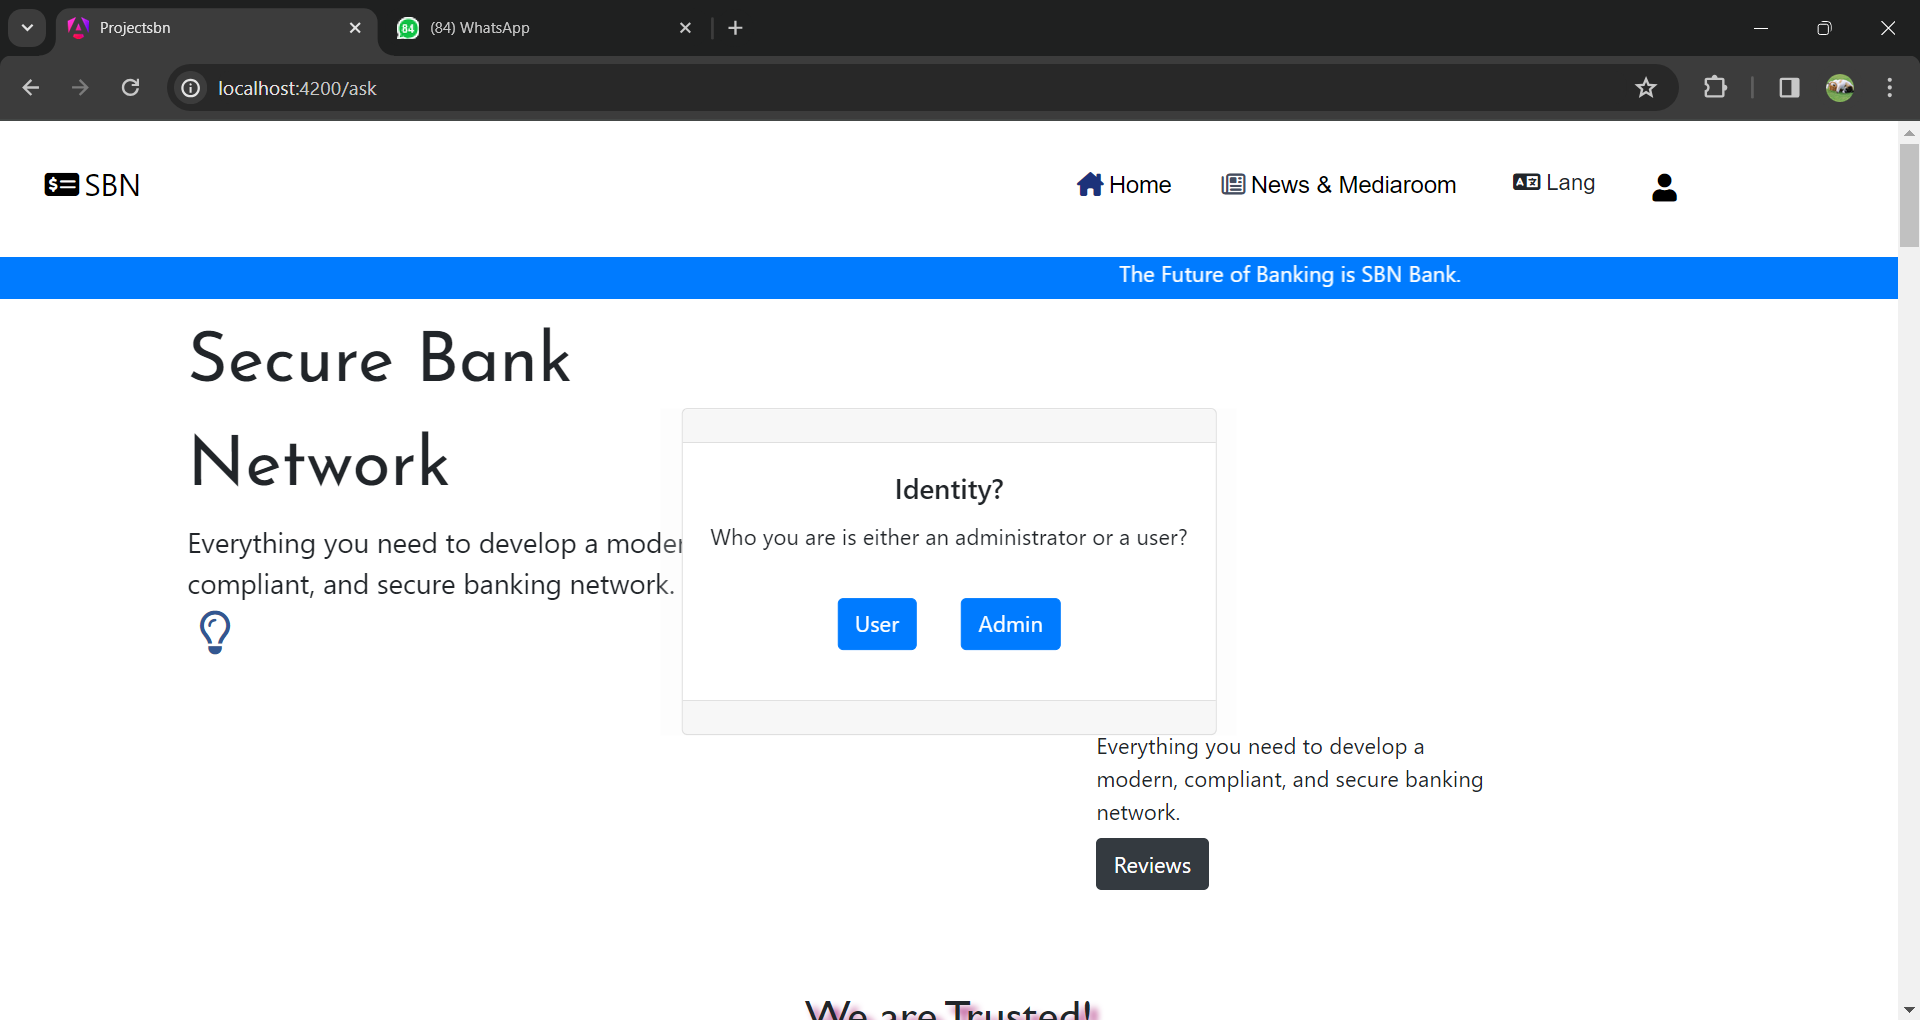 Projectsbn
84
(84) WhatsApp
localhost:4200/ask
SBN
Home
News & Mediaroom
Lang
The Future of Banking is SBN Bank.
Secure Bank
Network
Everything you need to develop a
compliant, and secure banking network.
Identity?
Who you are is either an administrator or a user?
User
Admin
Everything you need to develop a
modern, compliant, and secure banking
network.
Reviews
We are Trusted!